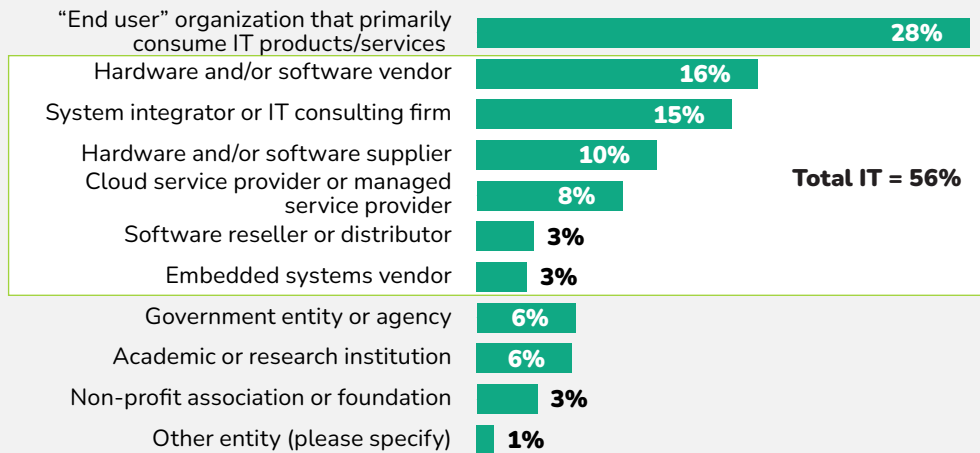 “End user” organization that primarily
consume IT products/services
28%
Hardware and/or software vendor
16%
System integrator or IT consulting firm
15%
Hardware and/or software supplier
10%
Cloud service provider or managed
service provider
8%
Total IT = 56%
Software reseller or distributor
3%
Embedded systems vendor
3%
Government entity or agency
6%
Academic or research institution
6%
Non-profit association or foundation
3%
Other entity (please specify)
1%